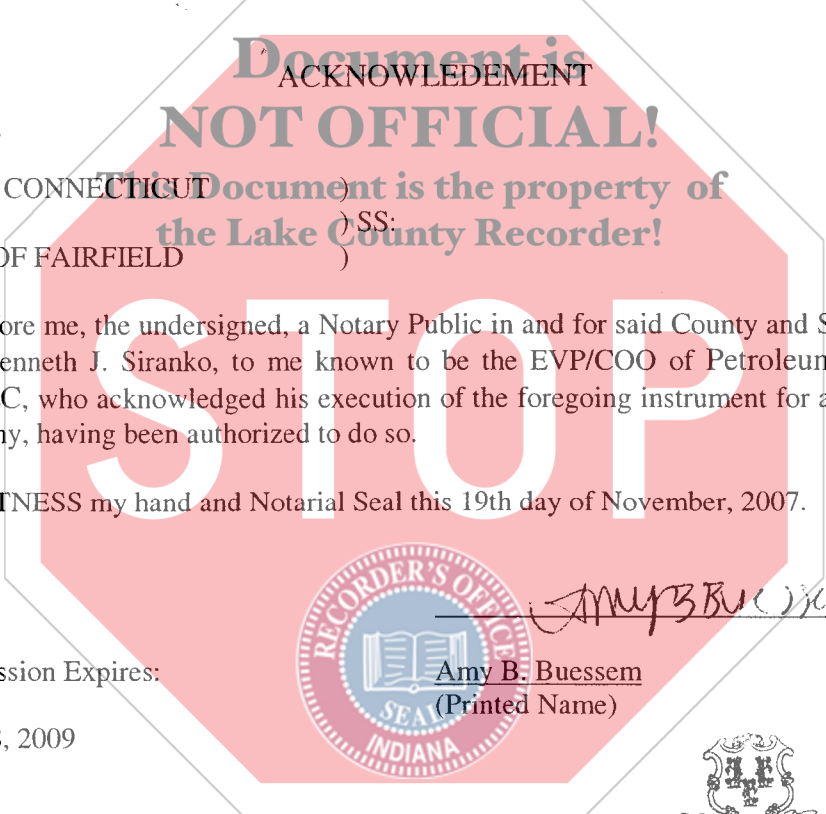 Document is
ACKNOWLEDEMENT
NOT OFFICIAL!
CONNECTICUT )
This Document is the property of
) SS:
the Lake County Recorder!
OF FAIRFIELD )
STOP
ore me, the undersigned, a Notary Public in and for said County and S
enneth J. Siranko, to me known to be the EVP/COO of Petroleum
C, who acknowledged his execution of the foregoing instrument for a
ny, having been authorized to do so.
TNESS my hand and Notarial Seal this 19th day of November, 2007.
RECORDER'S OFFICE
SEAL
INDIANA
ssion Expires:
Amy B. Buessem
(Printed Name)
, 2009